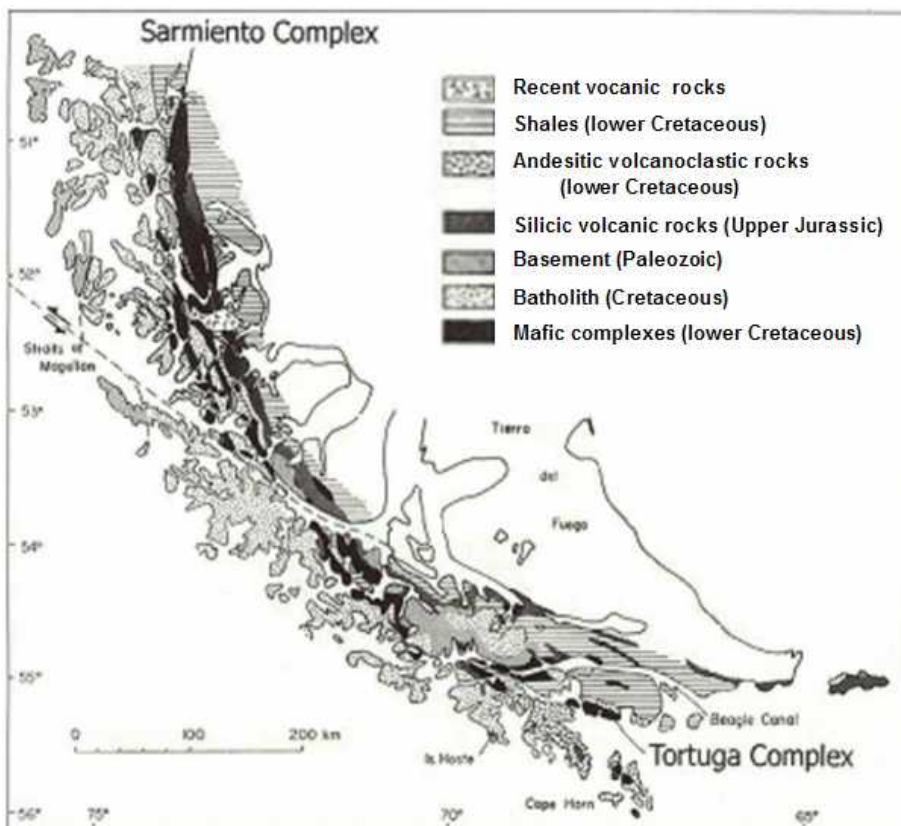 Sarmiento Complex
Recent vocanic rocks
Shales (lower Cretaceous)
Andesitic volcanoclastic rocks
(lower Cretaceous)
Silicic volcanic rocks (Upper Jurassic)
Basement (Paleozoic)
Batholith (Cretaceous)
Mafic complexes (lower Cretaceous)
51°
52°
Straits of
Magellan
53°
Tierra
del
Fuego
54°
55°
Beagle Canal
0 100 200 km
Is Hoste
Tortuga Complex
Cape Horn
56° 75° 70° 65°